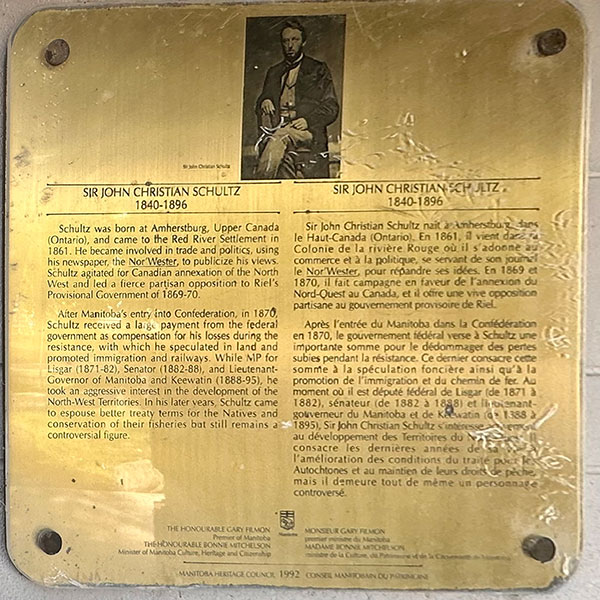 Sir John Christian Schultz
SIR JOHN CHRISTIAN SCHULTZ
1840-1896
Schultz was born at Amherstburg, Upper Canada
(Ontario), and came to the Red River Settlement in
1861. He became involved in trade and politics, using
his newspaper, the Nor'Wester, to publicize his views.
Schultz agitated for Canadian annexation of the North
West and led a fierce partisan opposition to Riel's
Provisional Government of 1869-70.
After Manitoba's entry into Confederation, in 1870,
Schultz received a large payment from the federal
government as compensation for his losses during the
resistance, with which he speculated in land and
promoted immigration and railways. While MP for
Lisgar (1871-82), Senator (1882-88), and Lieutenant-
Governor of Manitoba and Keewatin (1888-95), he
took an aggressive interest in the development of the
North-West Territories. In his later years, Schultz came
to espouse better treaty terms for the Natives and
conservation of their fisheries but still remains a
controversial figure.
SIR JOHN CHRISTIAN SCHULTZ
1840-1896
Sir John Christian Schultz naît à Amherstburg, dans
le Haut-Canada (Ontario). En 1861, il vient dans la
Colonie de la rivière Rouge où il s'adonne au
commerce et à la politique, se servant de son journal
le Nor'Wester, pour répandre ses idées. En 1869 et
1870, il fait campagne en faveur de l'annexion du
Nord-Ouest au Canada, et il offre une vive opposition
partisane au gouvernement provisoire de Riel.
Après l'entrée du Manitoba dans la Confédération
en 1870, le gouvernement fédéral verse à Schultz une
importante somme pour le dédommager des pertes
subies pendant la résistance. Ce dernier consacre cette
somme à la spéculation foncière ainsi qu'à la
promotion de l'immigration et du chemin de fer. Au
moment où il est député fédéral de Lisgar (de 1871 à
1882), sénateur (de 1882 à 1888) et lieutenant-
gouverneur du Manitoba et de Keewatin (de 1888 à
1895), Sir John Christian Schultz s'intéresse
au développement des Territoires du Il
consacre les dernières années de sa à
l'amélioration des conditions du traité pour les
Autochtones et au maintien de leurs droits de pêche,
mais il demeure tout de même un personnage
controversé.
THE HONOURABLE GARY FILMON
Premier of Manitoba
THE HONOURABLE BONNIE MITCHELSON
Minister of Manitoba Culture, Heritage and Citizenship
Manitoba
MONSIEUR GARY FILMON
premier ministre du Manitoba
MADAME BONNIE MITCHELSON
ministre de la Culture, du Patrimoine et de la Citoyenneté du Manitoba
MANITOBA HERITAGE COUNCIL 1992 CONSEIL MANITOBAIN DU PATRIMOINE